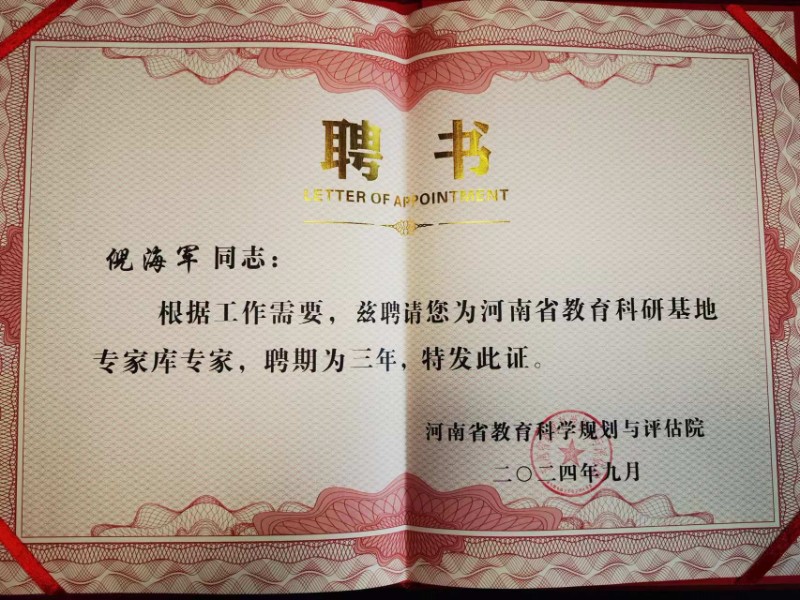 聘 书
LETTER OF APPOINTMENT
倪海军 同志：
根据工作需要，兹聘请您为河南省教育科研基地
专家库专家，聘期为三年，特发此证。
河南省教育科学规划与评估院
二〇二四年九月